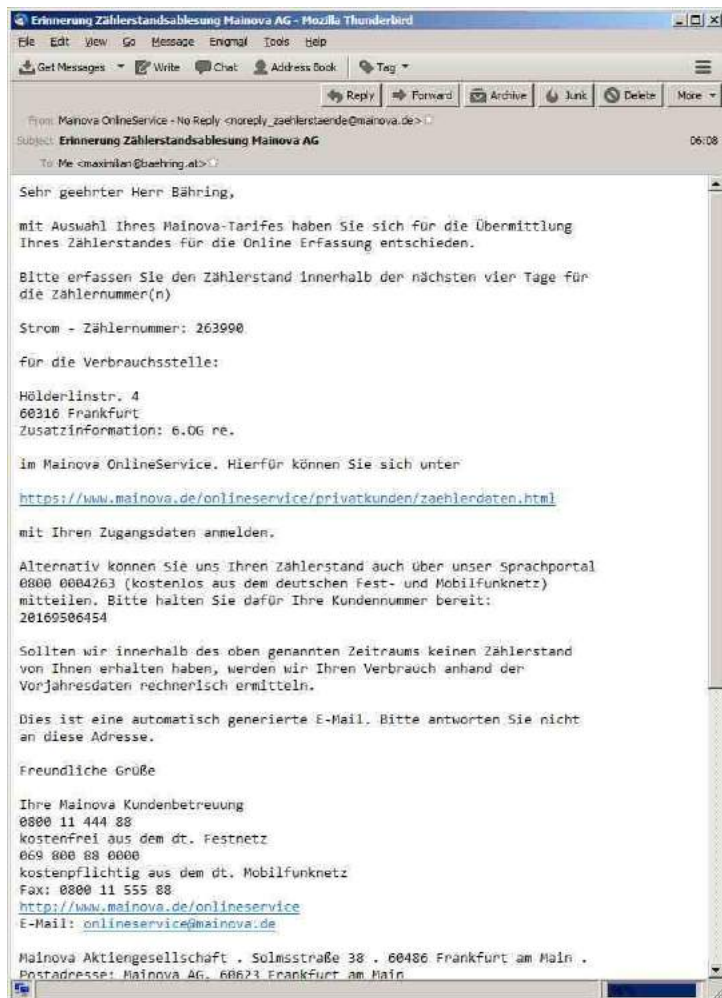 Erinnerung Zählerstandsablesung Mainova AG - Mozilla Thunderbird
File Edit View Go Message Enigmail Tools Help
Get Messages Write Chat Address Book Tag
Reply Forward Archive Junk Delete More
From Mainova OnlineService - No Reply <noreply_zaehlerstaende@mainova.de>
Subject Erinnerung Zählerstandsablesung Mainova AG 06:08
To Me <maximilian@baehring.at>
Sehr geehrter Herr Bähring,
mit Auswahl Ihres Mainova-Tarifes haben Sie sich für die Übermittlung
Ihres Zählerstandes für die Online Erfassung entschieden.
Bitte erfassen Sie den Zählerstand innerhalb der nächsten vier Tage für
die Zählernummer(n)
Strom - Zählernummer: 263990
für die Verbrauchsstelle:
Hölderlinstr. 4
60316 Frankfurt
Zusatzinformation: 6.OG re.
im Mainova OnlineService. Hierfür können Sie sich unter
https://www.mainova.de/onlineservice/privatkunden/zaehlerdaten.html
mit Ihren Zugangsdaten anmelden.
Alternativ können Sie uns Ihren Zählerstand auch über unser Sprachportal
0800 0004263 (kostenlos aus dem deutschen Fest- und Mobilfunknetz)
mitteilen. Bitte halten Sie dafür Ihre Kundennummer bereit:
20169506454
Sollten wir innerhalb des oben genannten Zeitraums keinen Zählerstand
von Ihnen erhalten haben, werden wir Ihren Verbrauch anhand der
Vorjahresdaten rechnerisch ermitteln.
Dies ist eine automatisch generierte E-Mail. Bitte antworten Sie nicht
an diese Adresse.
Freundliche Grüße
Ihre Mainova Kundenbetreuung
0800 11 444 88
kostenfrei aus dem dt. Festnetz
069 800 88 0000
kostenpflichtig aus dem dt. Mobilfunknetz
Fax: 0800 11 555 88
http://www.mainova.de/onlineservice
E-Mail: onlineservice@mainova.de
Mainova Aktiengesellschaft . Solmsstraße 38 . 60486 Frankfurt am Main .
Postadresse: Mainova AG, 60623 Frankfurt am Main